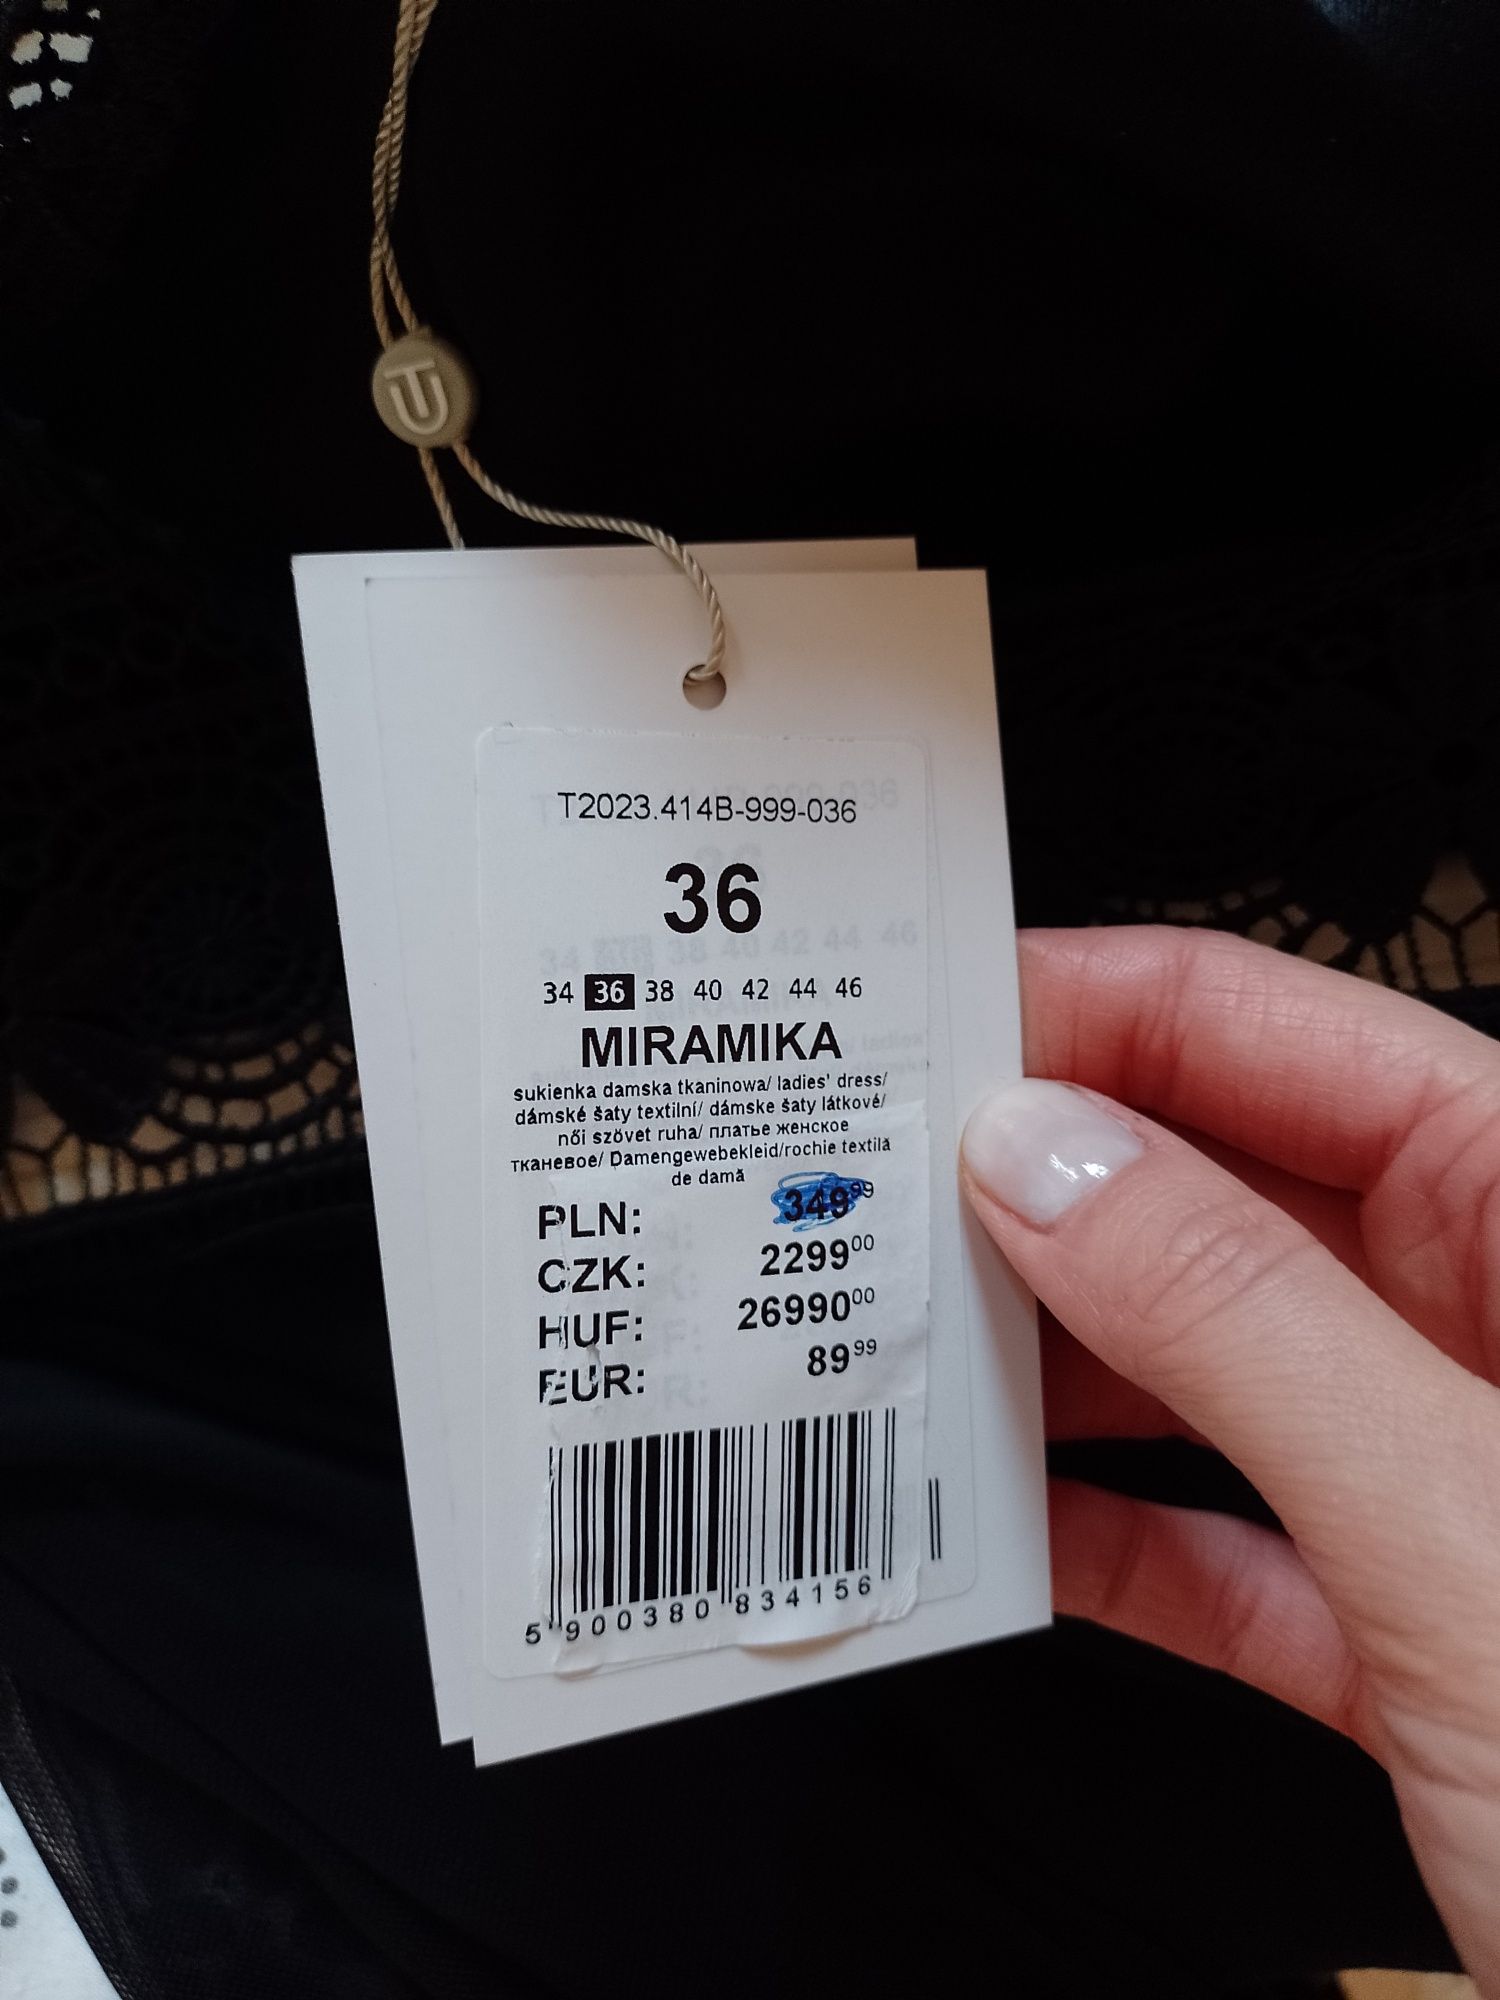 TU
T2023.414B-999-036
36
34 36 38 40 42 44 46
MIRAMIKA
sukienka damska tkaninowa/ ladies' dress/
dámské šaty textilní/ dámske šaty látkové/
női szövet ruha/ платье женское
тканевое/ Damengewebekleid/rochie textilă
de damă
PLN: 349 99
CZK: 2299 00
HUF: 26990 00
EUR: 89 99
5 900380 834156